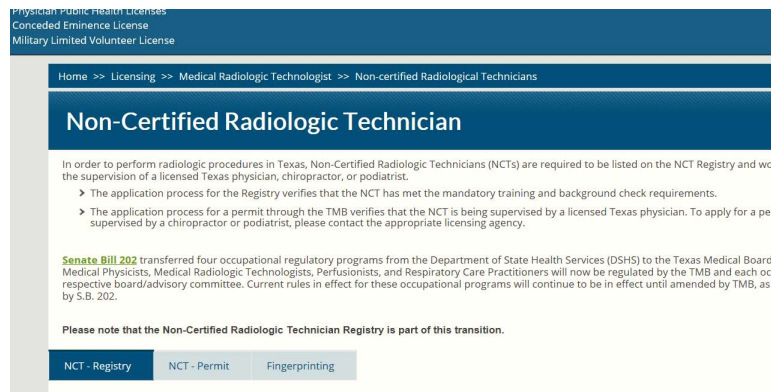 Physician Public Health Licenses
Conceded Eminence License
Military Limited Volunteer License
Home >> Licensing >> Medical Radiologic Technologist >> Non-certified Radiological Technicians
Non-Certified Radiologic Technician
In order to perform radiologic procedures in Texas, Non-Certified Radiologic Technicians (NCTs) are required to be listed on the NCT Registry and
the supervision of a licensed Texas physician, chiropractor, or podiatrist.
> The application process for the Registry verifies that the NCT has met the mandatory training and background check requirements.
> The application process for a permit through the TMB verifies that the NCT is being supervised by a licensed Texas physician. To apply for a
supervised by a chiropractor or podiatrist, please contact the appropriate licensing agency.
Senate Bill 202 transferred four occupational regulatory programs from the Department of State Health Services (DSHS) to the Texas Medical Board
Medical Physicists, Medical Radiologic Technologists, Perfusionists, and Respiratory Care Practitioners will now be regulated by the TMB and each
respective board/advisory committee. Current rules in effect for these occupational programs will continue to be in effect until amended by TMB, as
by S.B. 202.
Please note that the Non-Certified Radiologic Technician Registry is part of this transition.
NCT - Registry
NCT - Permit
Fingerprinting